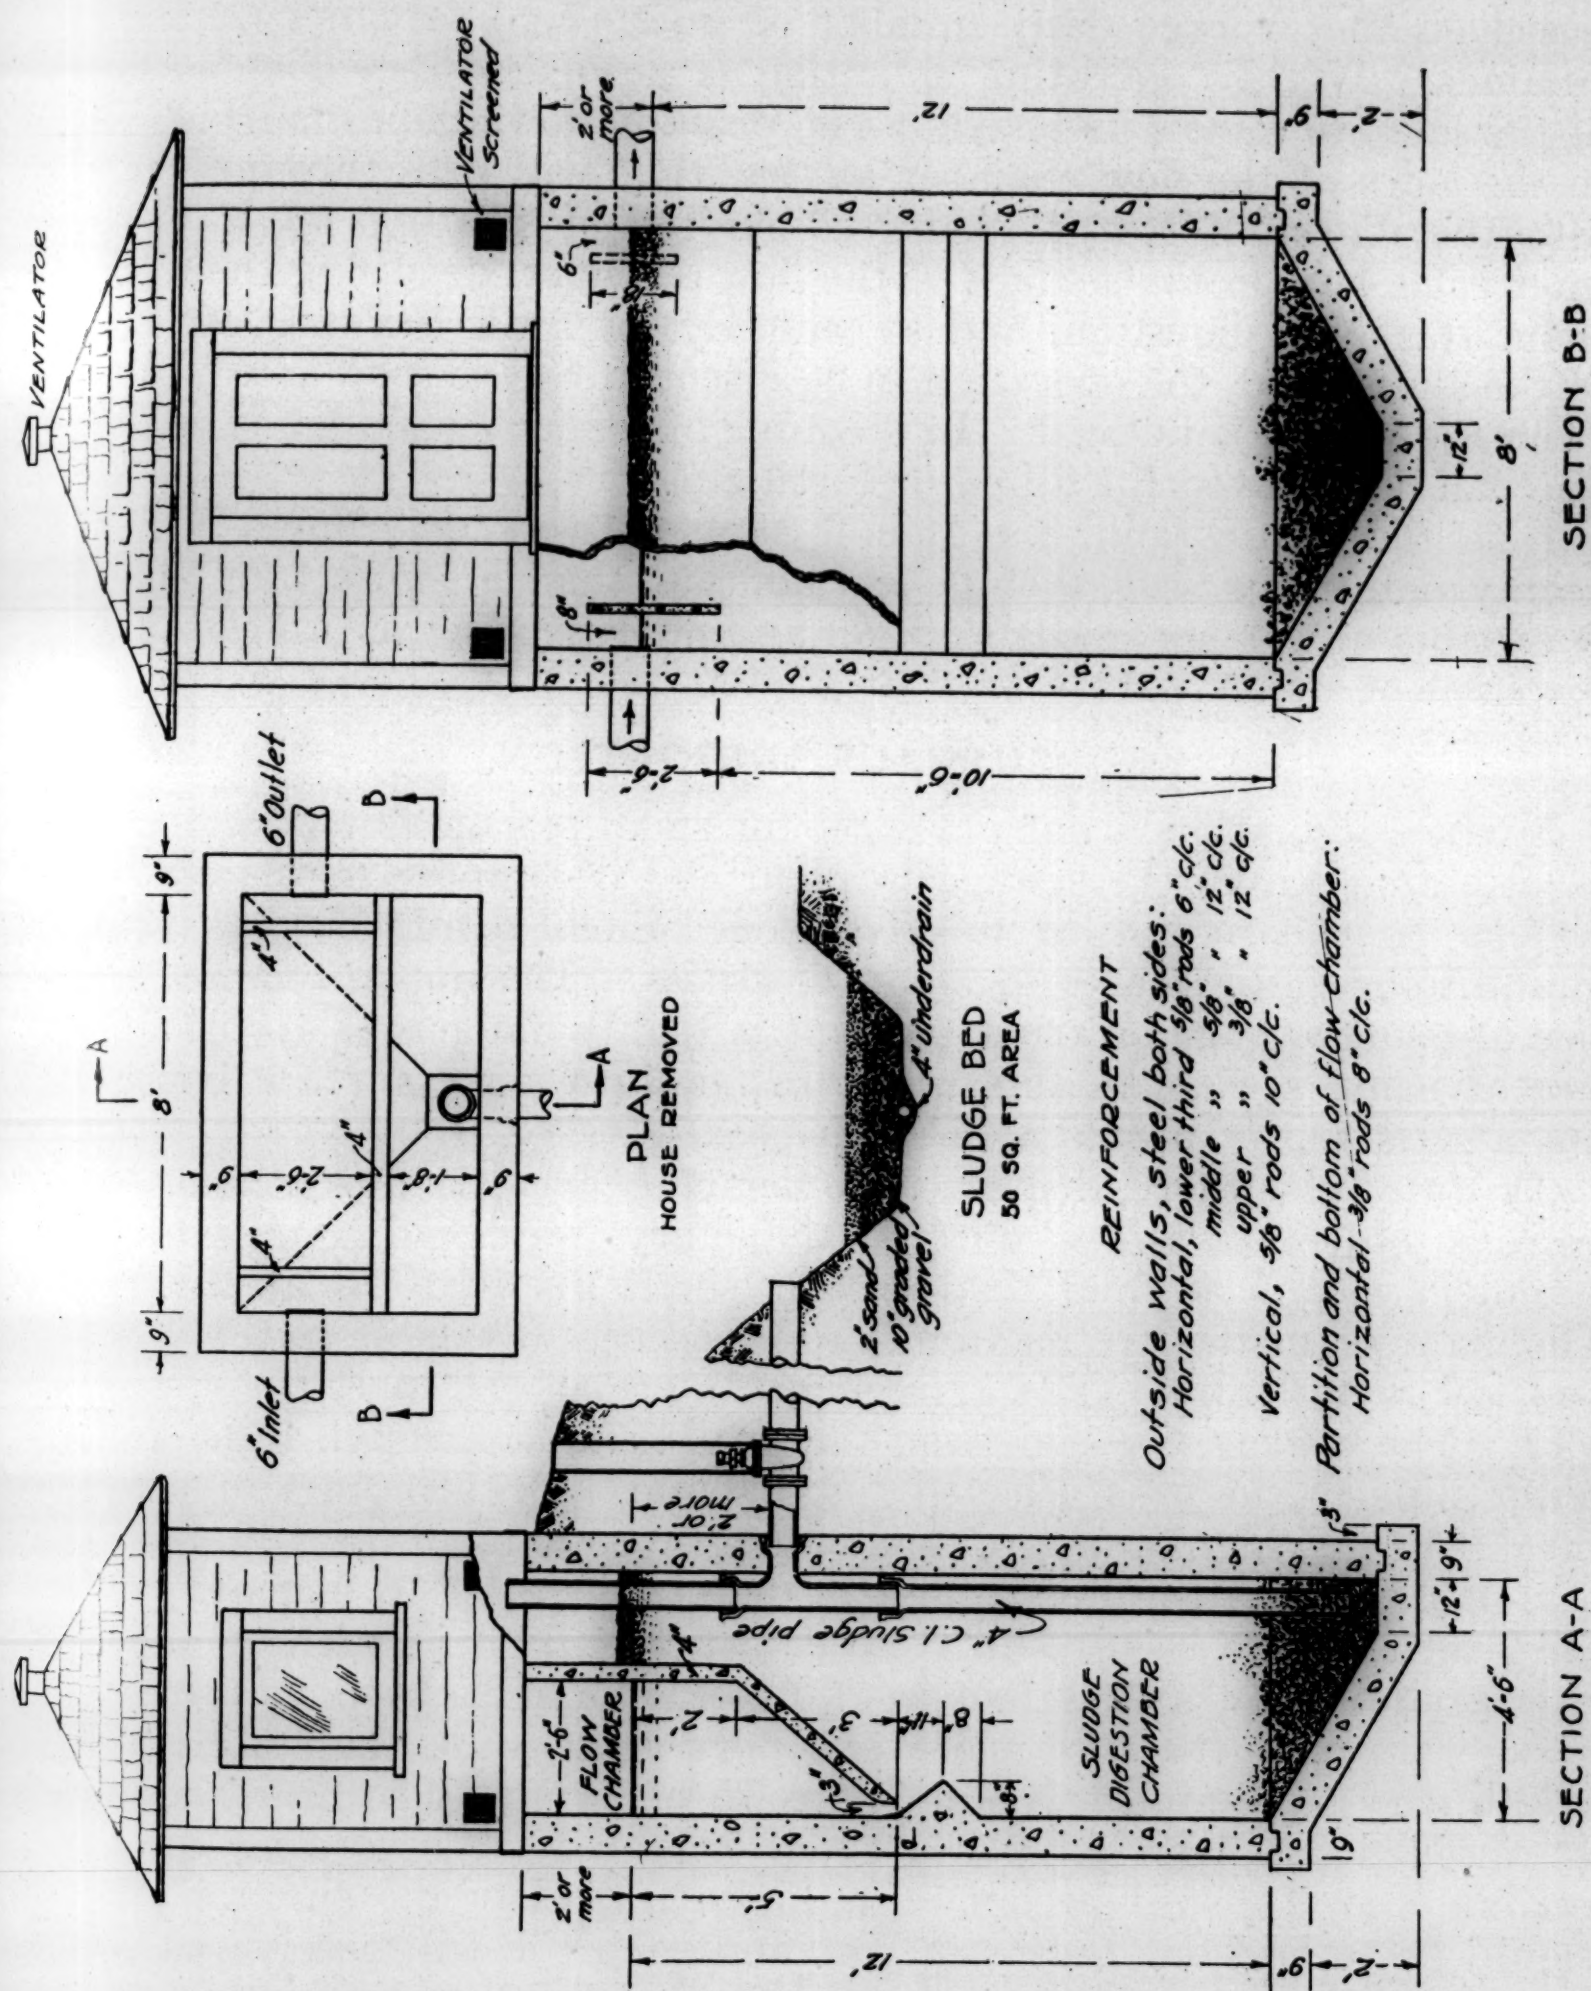 VENTILATOR
VENTILATOR
Screened
2' or
more.
12'
9"
2'
6"
18"
8"
2'-6"
10'-6"
12"
8'
SECTION B-B
6" Outlet
B
9"
8'
9"
A
4"
4"
4"
9"
2'-6"
1'-8"
9"
6" Inlet
B
A
PLAN
HOUSE REMOVED
2" sand
10" graded
gravel
4" underdrain
SLUDGE BED
50 SQ. FT. AREA
REINFORCEMENT
Outside walls, steel both sides:
Horizontal, lower third 5/8" rods 6" c/c.
middle " 5/8" " 12" c/c.
upper " 3/8" " 12" c/c.
Vertical, 5/8" rods 10" c/c.
Partition and bottom of flow chamber:
Horizontal 3/8" rods 8" c/c.
2' or
more
4"
4" C.I. Sludge pipe
2'-6"
FLOW
CHAMBER
2'
3'
3"
8"
8"
SLUDGE
DIGESTION
CHAMBER
3"
9"
12"
4'-6"
9"
2' or
more
5'
12'
9"
2'
SECTION A-A